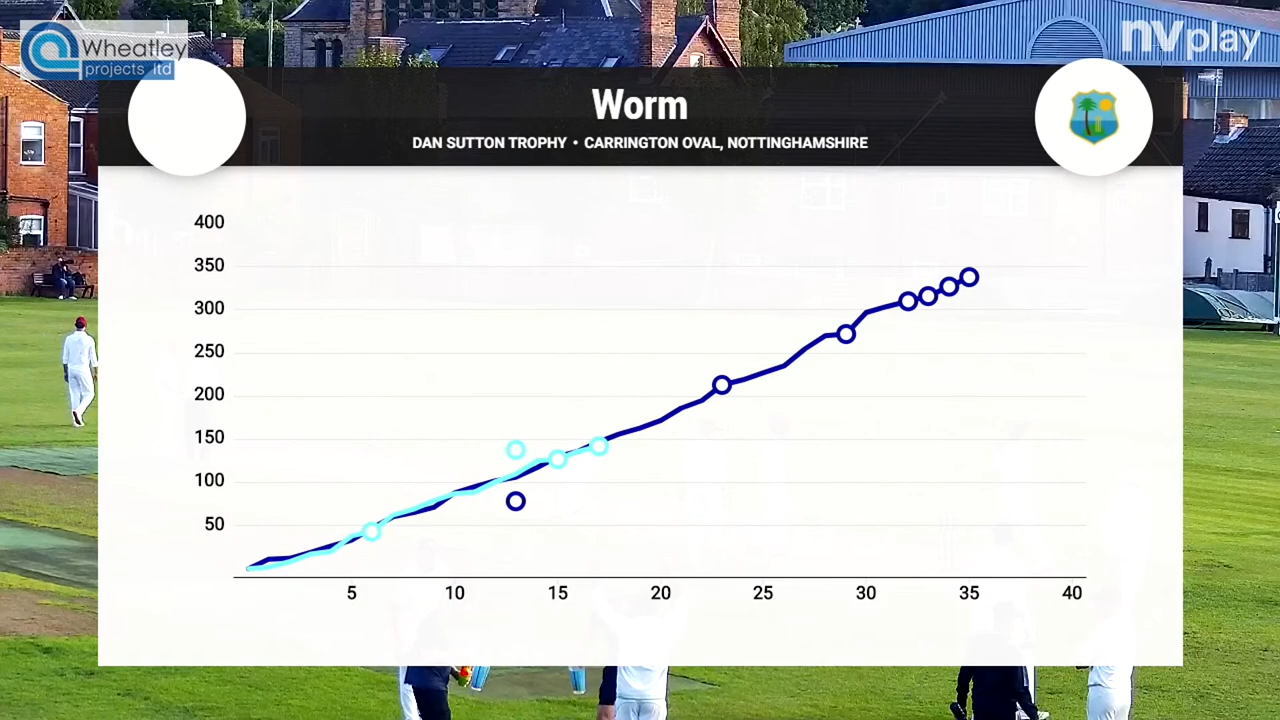 Wheatley
projects ltd
nvplay
Worm
DAN SUTTON TROPHY • CARRINGTON OVAL, NOTTINGHAMSHIRE
400
350
300
250
200
150
100
50
5 10 15 20 25 30 35 40